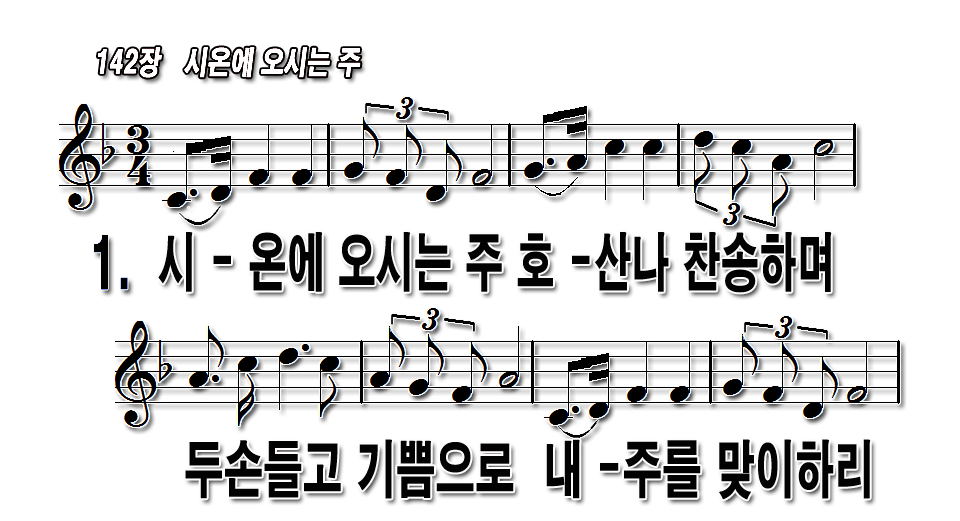 142장 시온에 오시는 주
3
4
3 3
1. 시 - 온에 오시는 주 호 -산나 찬송하며
3 3
두손들고 기쁨으로 내 -주를 맞이하리